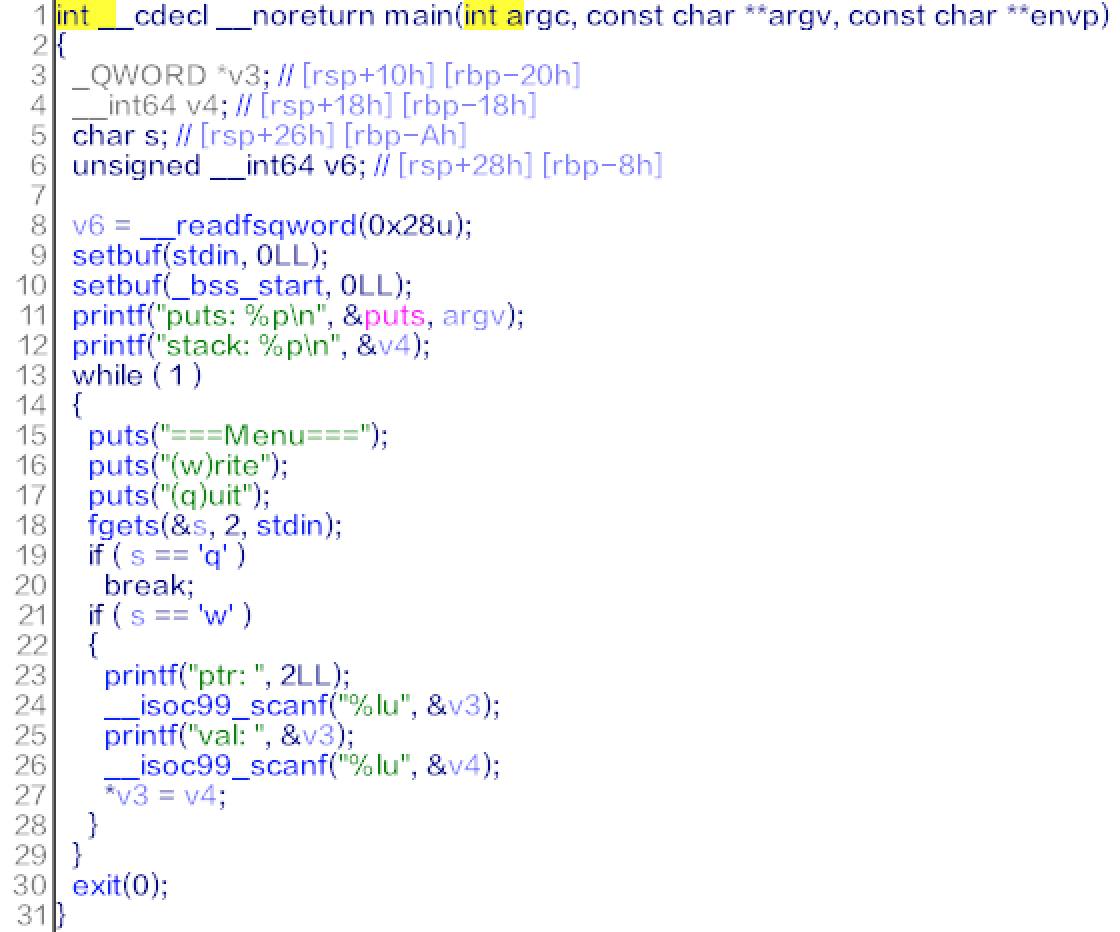 1 int __cdecl __noreturn main(int argc, const char **argv, const char **envp)
2 {
3 _QWORD *v3; // [rsp+10h] [rbp-20h]
4 __int64 v4; // [rsp+18h] [rbp-18h]
5 char s; // [rsp+26h] [rbp-Ah]
6 unsigned __int64 v6; // [rsp+28h] [rbp-8h]
7
8 v6 = __readfsqword(0x28u);
9 setbuf(stdin, 0LL);
10 setbuf(_bss_start, 0LL);
11 printf("puts: %p\n", &puts, argv);
12 printf("stack: %p\n", &v4);
13 while ( 1 )
14 {
15 puts("===Menu===");
16 puts("(w)rite");
17 puts("(q)uit");
18 fgets(&s, 2, stdin);
19 if ( s == 'q' )
20 break;
21 if ( s == 'w' )
22 {
23 printf("ptr: ", 2LL);
24 __isoc99_scanf("%lu", &v3);
25 printf("val: ", &v3);
26 __isoc99_scanf("%lu", &v4);
27 *v3 = v4;
28 }
29 }
30 exit(0);
31 }